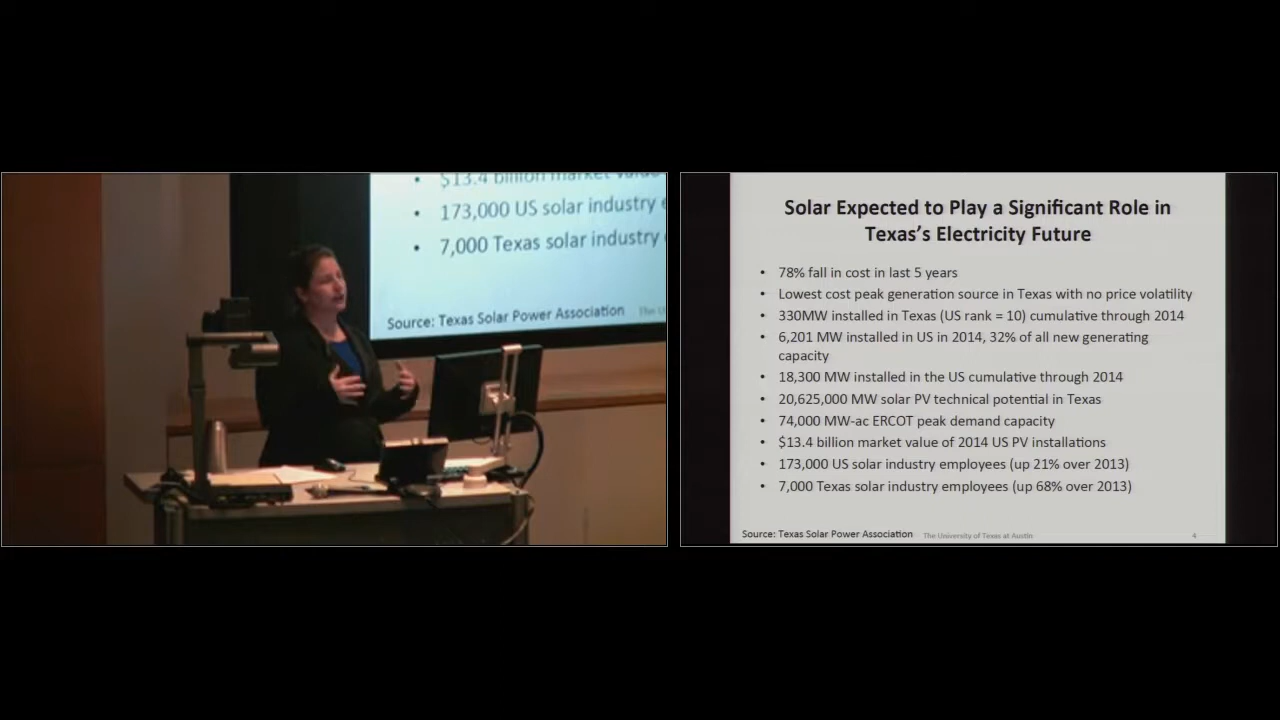 $13.4 billion market
• 173,000 US solar industry
• 7,000 Texas solar industry
Source: Texas Solar Power Association
Solar Expected to Play a Significant Role in
Texas’s Electricity Future
• 78% fall in cost in last 5 years
• Lowest cost peak generation source in Texas with no price volatility
• 330MW installed in Texas (US rank = 10) cumulative through 2014
• 6,201 MW installed in US in 2014, 32% of all new generating
capacity
• 18,300 MW installed in the US cumulative through 2014
• 20,625,000 MW solar PV technical potential in Texas
• 74,000 MW-ac ERCOT peak demand capacity
• $13.4 billion market value of 2014 US PV installations
• 173,000 US solar industry employees (up 21% over 2013)
• 7,000 Texas solar industry employees (up 68% over 2013)
Source: Texas Solar Power Association The University of Texas at Austin 4